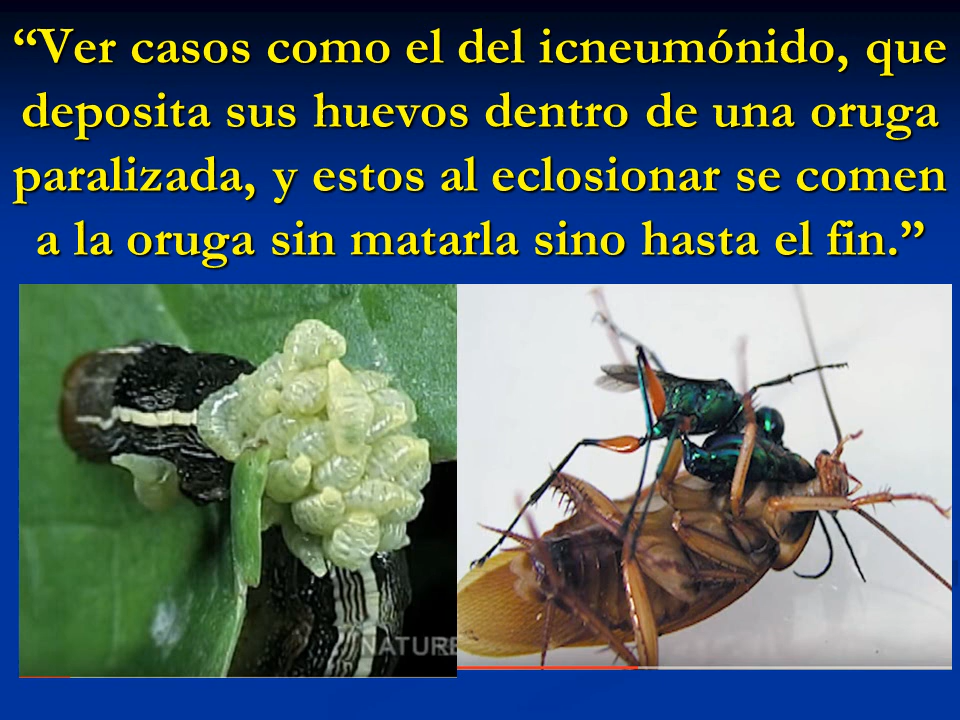 “Ver casos como el del icneumónido, que
deposita sus huevos dentro de una oruga
paralizada, y estos al eclosionar se comen
a la oruga sin matarla sino hasta el fin.”
NATURE